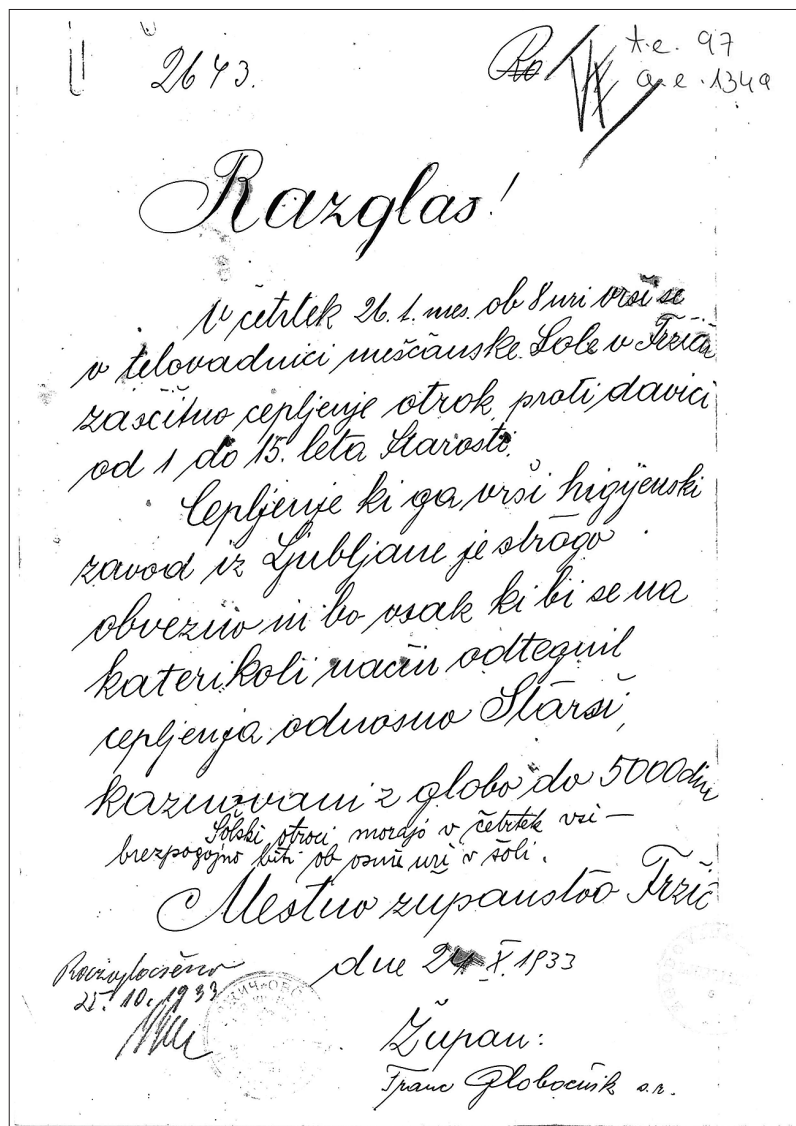 2643.
t.e. 97
a.e. 1349
Razglas!
V četrtek 26. t. mes. ob 8 uri vrši se
v telovadnici meščanske šole v Tržiču
zaščitno cepljenje otrok proti davici
od 1 do 15. leta starosti.
Cepljenje ki ga vrši higijenski
zavod iz Ljubljane je strogo
obvezno in bo vsak ki bi se na
katerikoli način odtegnil
cepljenja odnosno Starši,
kaznovani z globo do 5000 din
Šolski otroci morajo v četrtek vsi –
brezpogojno biti ob osmi uri v šoli.
Mestno županstvo Tržič
dne 24 X. 1933
Razglašeno
25. 10. 1933
Župan:
Franc Globočnik s.r.